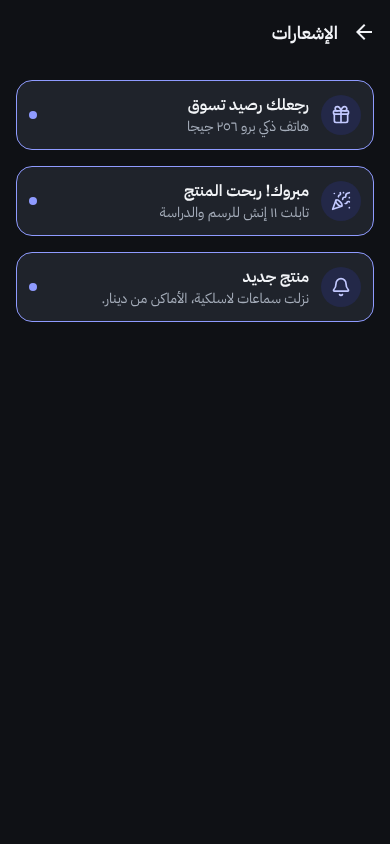 الإشعارات
رجعلك رصيد تسوق
هاتف ذكي برو ٢٥٦ جيجا
مبروك! ربحت المنتج
تابلت ١١ إنش للرسم والدراسة
منتج جديد
نزلت سماعات لاسلكية، الأماكن من دينار.